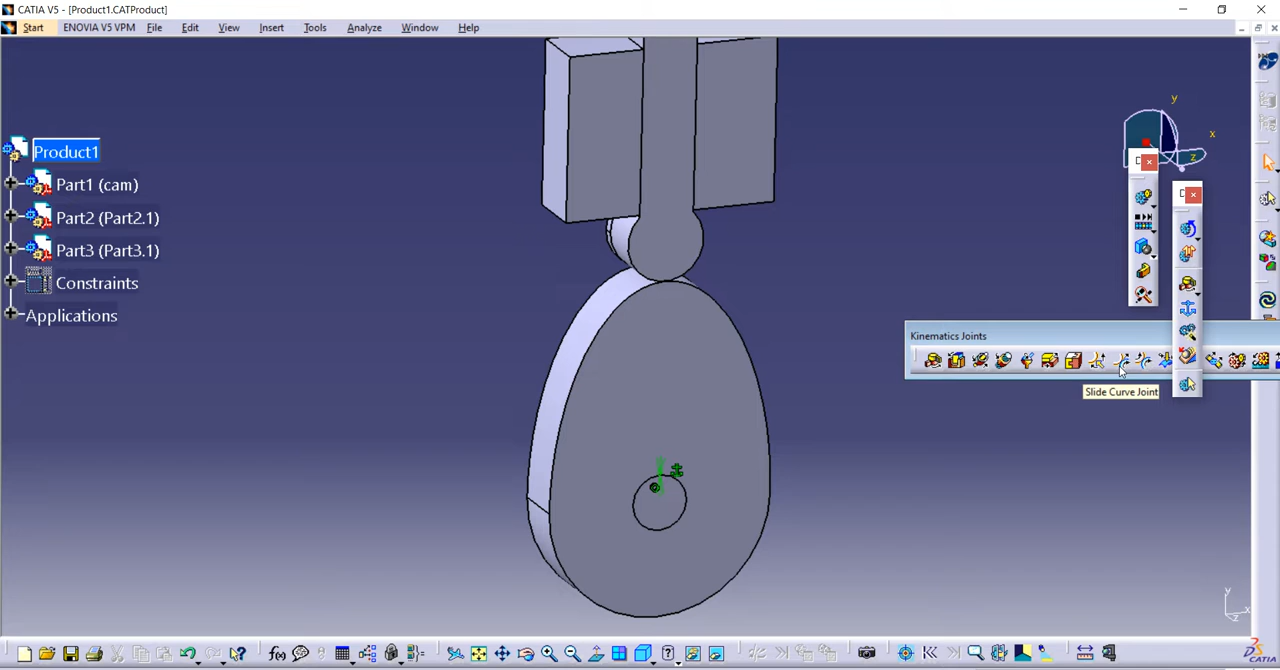 CATIA V5 - [Product1.CATProduct]
Start ENOVIA V5 VPM File Edit View Insert Tools Analyze Window Help
y
x
z
Product1
Part1 (cam)
Part2 (Part2.1)
Part3 (Part3.1)
Constraints
Applications
Kinematics Joints
Slide Curve Joint
y
x
z
f(x)
CATIA